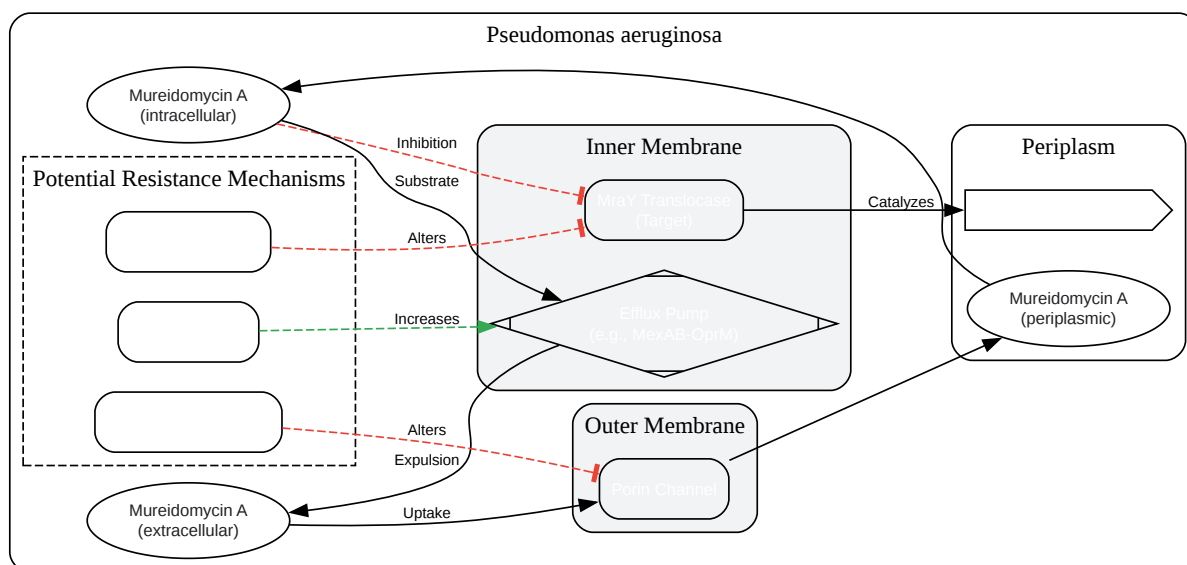 Pseudomonas aeruginosa
Mureidomycin A
(intracellular)
Inhibition
Inner Membrane
Periplasm
Potential Resistance Mechanisms
Substrate
MraY Translocase
(Target)
Catalyzes
Alters
Efflux Pump
(e.g., MexAB-OprM)
Increases
Mureidomycin A
(periplasmic)
Alters
Outer Membrane
Expulsion
Porin Channel
Mureidomycin A
(extracellular)
Uptake